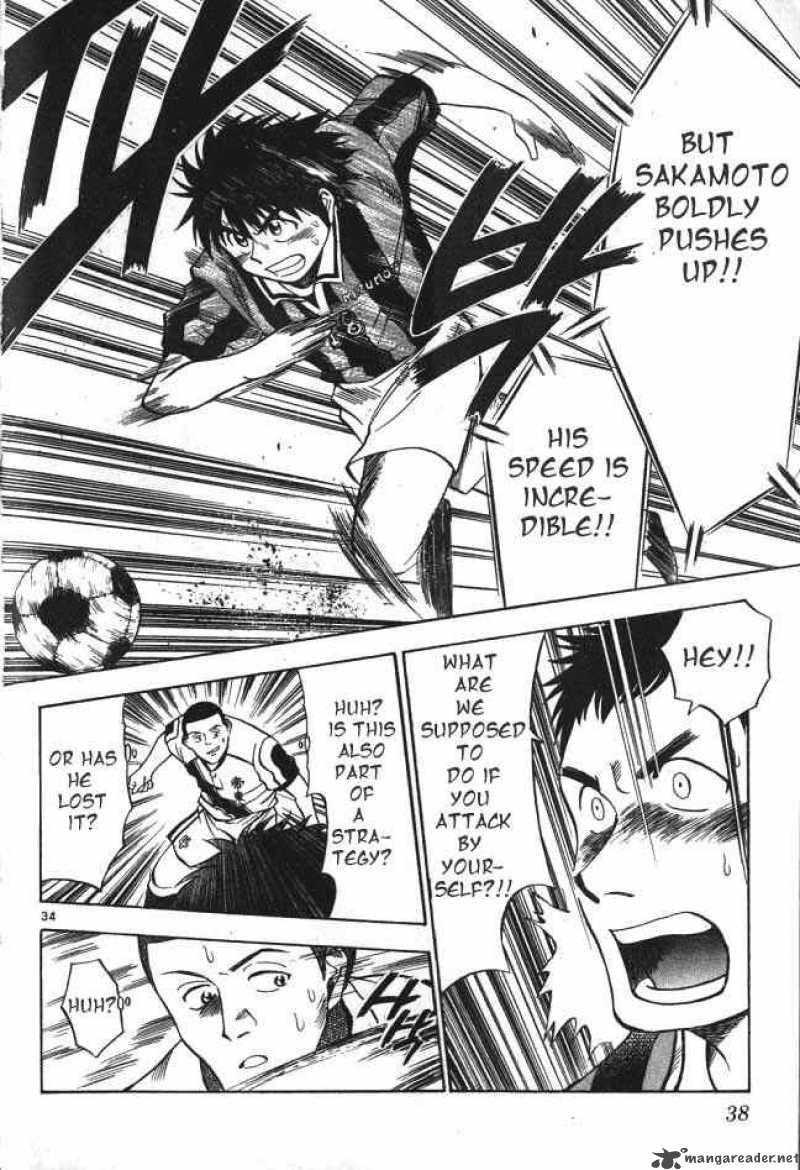 BUT
SAKAMOTO
BOLDLY
PUSHES
UP!!
HIS
SPEED IS
INCRE-
DIBLE!!
HEY!!
WHAT
ARE
WE
SUPPOSED
TO
DO IF
YOU
ATTACK
BY
YOUR-
SELF?!!
HUH?
IS THIS
ALSO
PART
OF
A
STRA-
TEGY?
OR HAS
HE
LOST
IT?
34
HUH?
38
mangareader.net